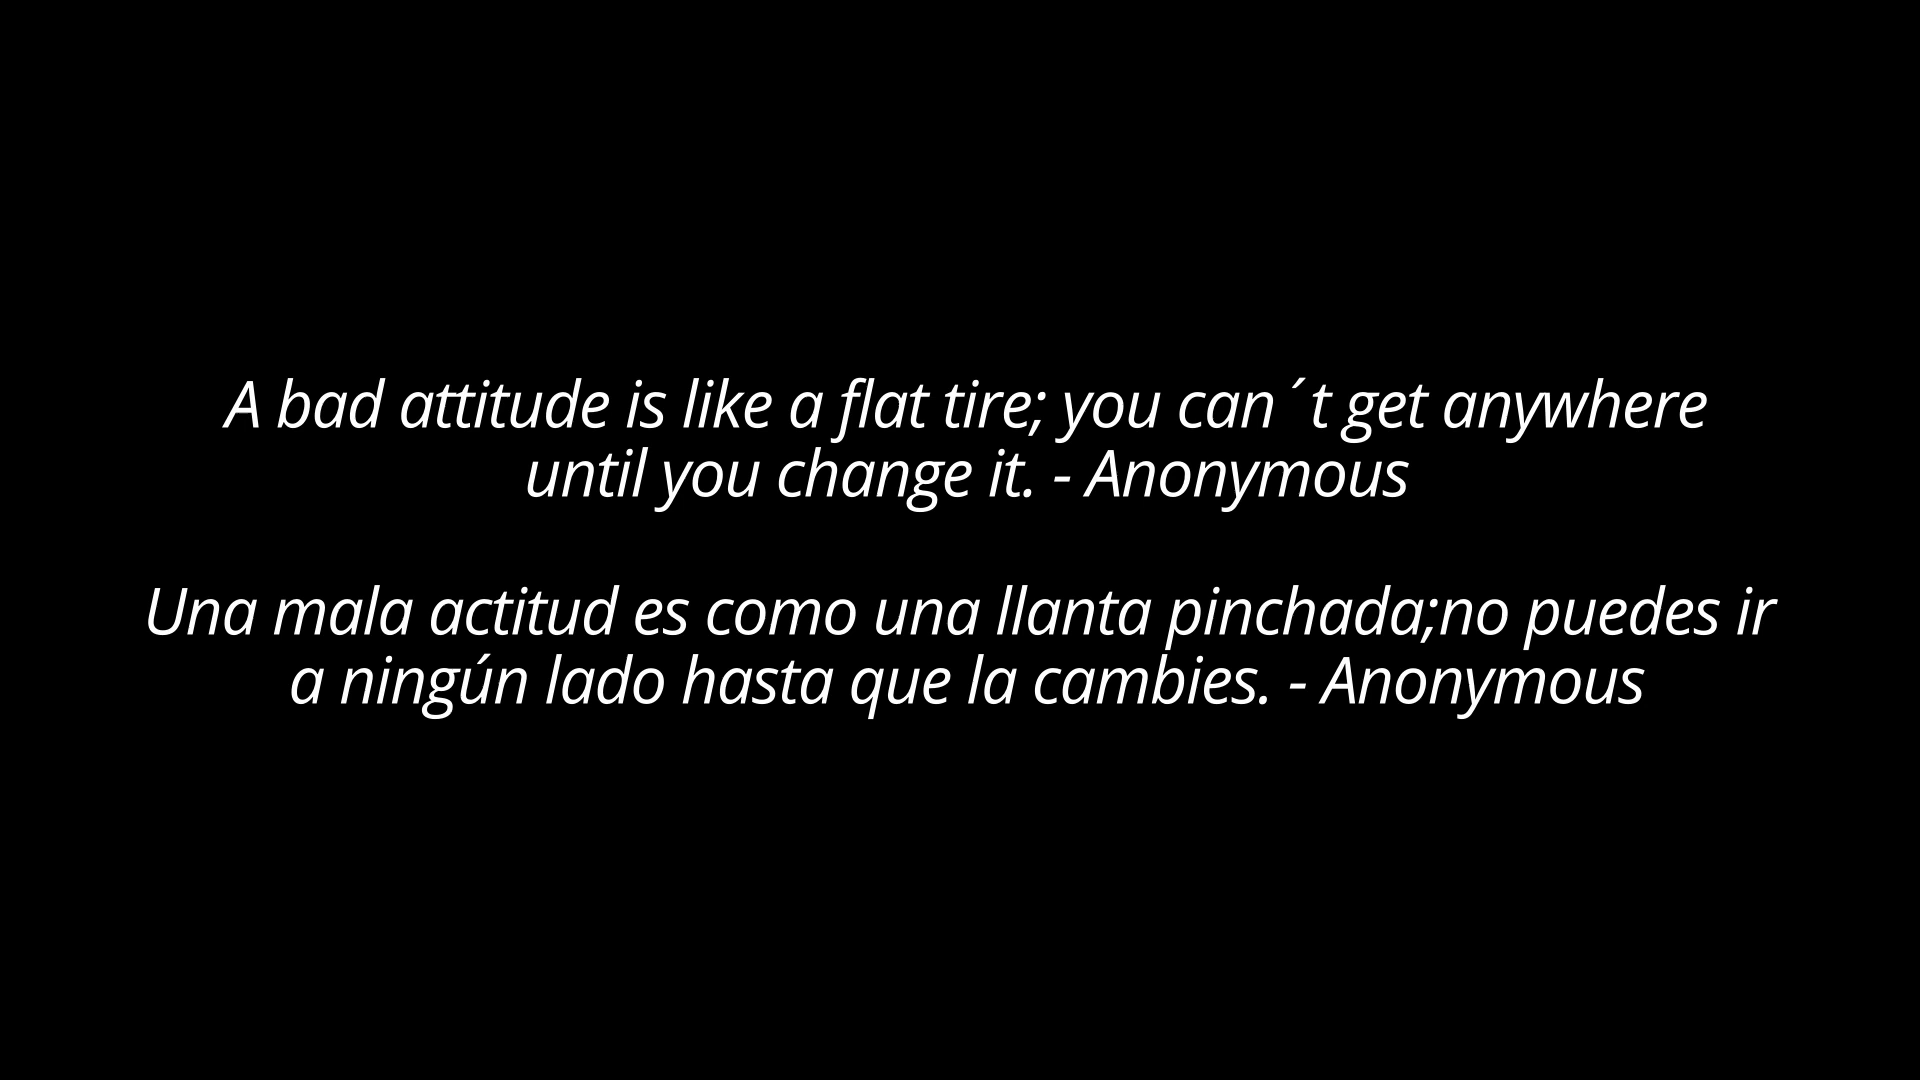 A bad attitude is like a flat tire; you can´t get anywhere
until you change it. - Anonymous
Una mala actitud es como una llanta pinchada;no puedes ir
a ningún lado hasta que la cambies. - Anonymous